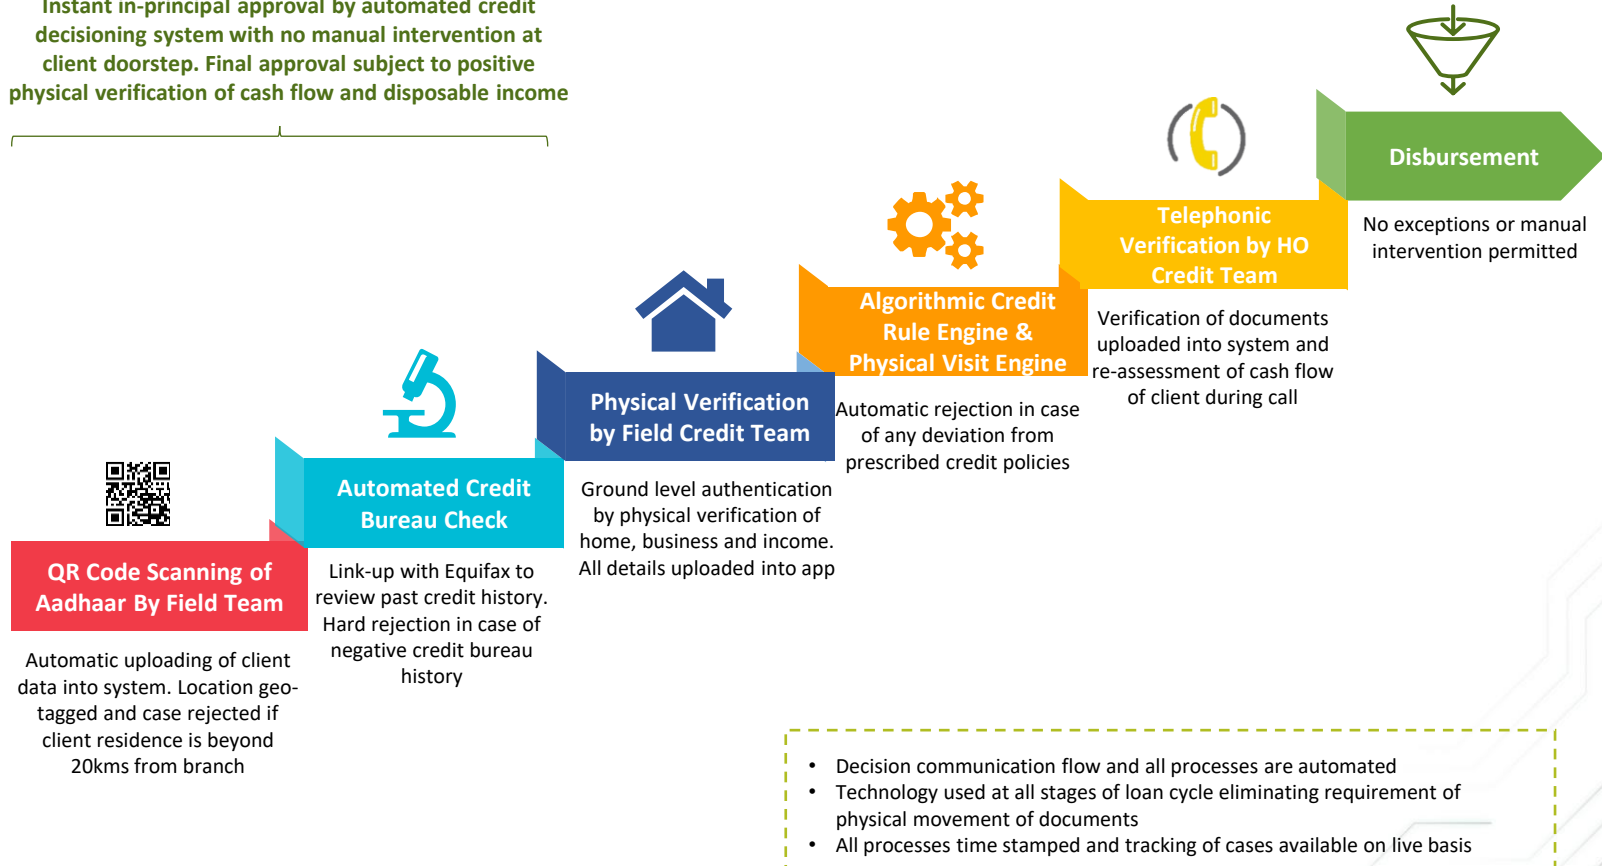 Instant in-principal approval by automated credit
decisioning system with no manual intervention at
client doorstep. Final approval subject to positive
physical verification of cash flow and disposable income
Disbursement
No exceptions or manual
intervention permitted
Telephonic
Verification by HO
Credit Team
Verification of documents
uploaded into system and
re-assessment of cash flow
of client during call
Algorithmic Credit
Rule Engine &
Physical Visit Engine
Automatic rejection in case
of any deviation from
prescribed credit policies
Physical Verification
by Field Credit Team
Ground level authentication
by physical verification of
home, business and income.
All details uploaded into app
Automated Credit
Bureau Check
Link-up with Equifax to
review past credit history.
Hard rejection in case of
negative credit bureau
history
QR Code Scanning of
Aadhaar By Field Team
Automatic uploading of client
data into system. Location geo-
tagged and case rejected if
client residence is beyond
20kms from branch
• Decision communication flow and all processes are automated
• Technology used at all stages of loan cycle eliminating requirement of
physical movement of documents
• All processes time stamped and tracking of cases available on live basis